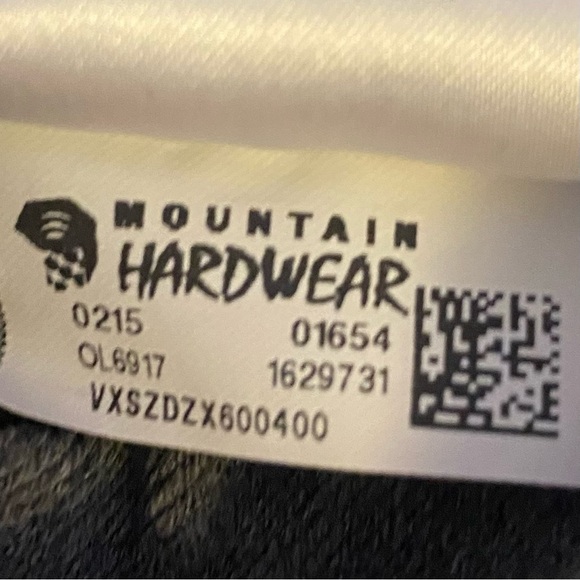 MOUNTAIN
HARDWEAR
0215 01654
OL6917 1629731
VXSZDZX600400